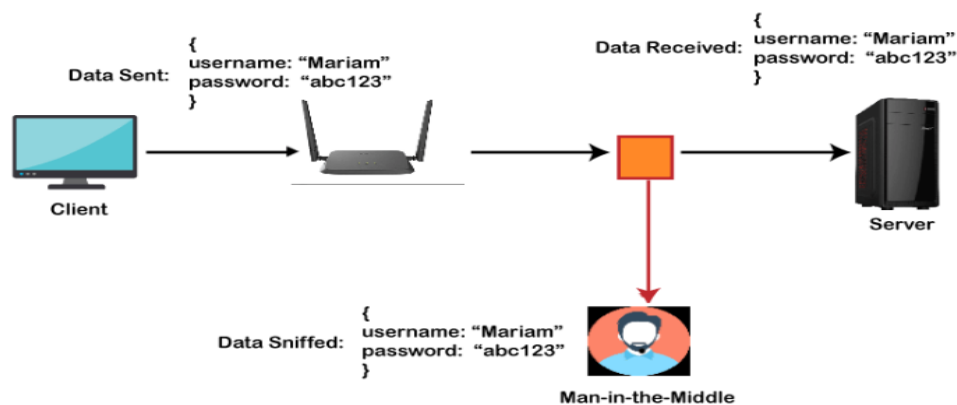 Data Sent:
{
username: “Mariam”
password:  “abc123”
}
Data Received:
{
username: “Mariam”
password:  “abc123”
}
Client
Server
Data Sniffed:
{
username: “Mariam”
password:  “abc123”
}
Man-in-the-Middle